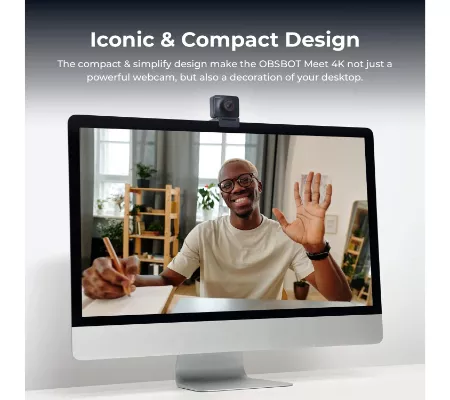 Iconic & Compact Design
The compact & simplify design make the OBSBOT Meet 4K not just a
powerful webcam, but also a decoration of your desktop.